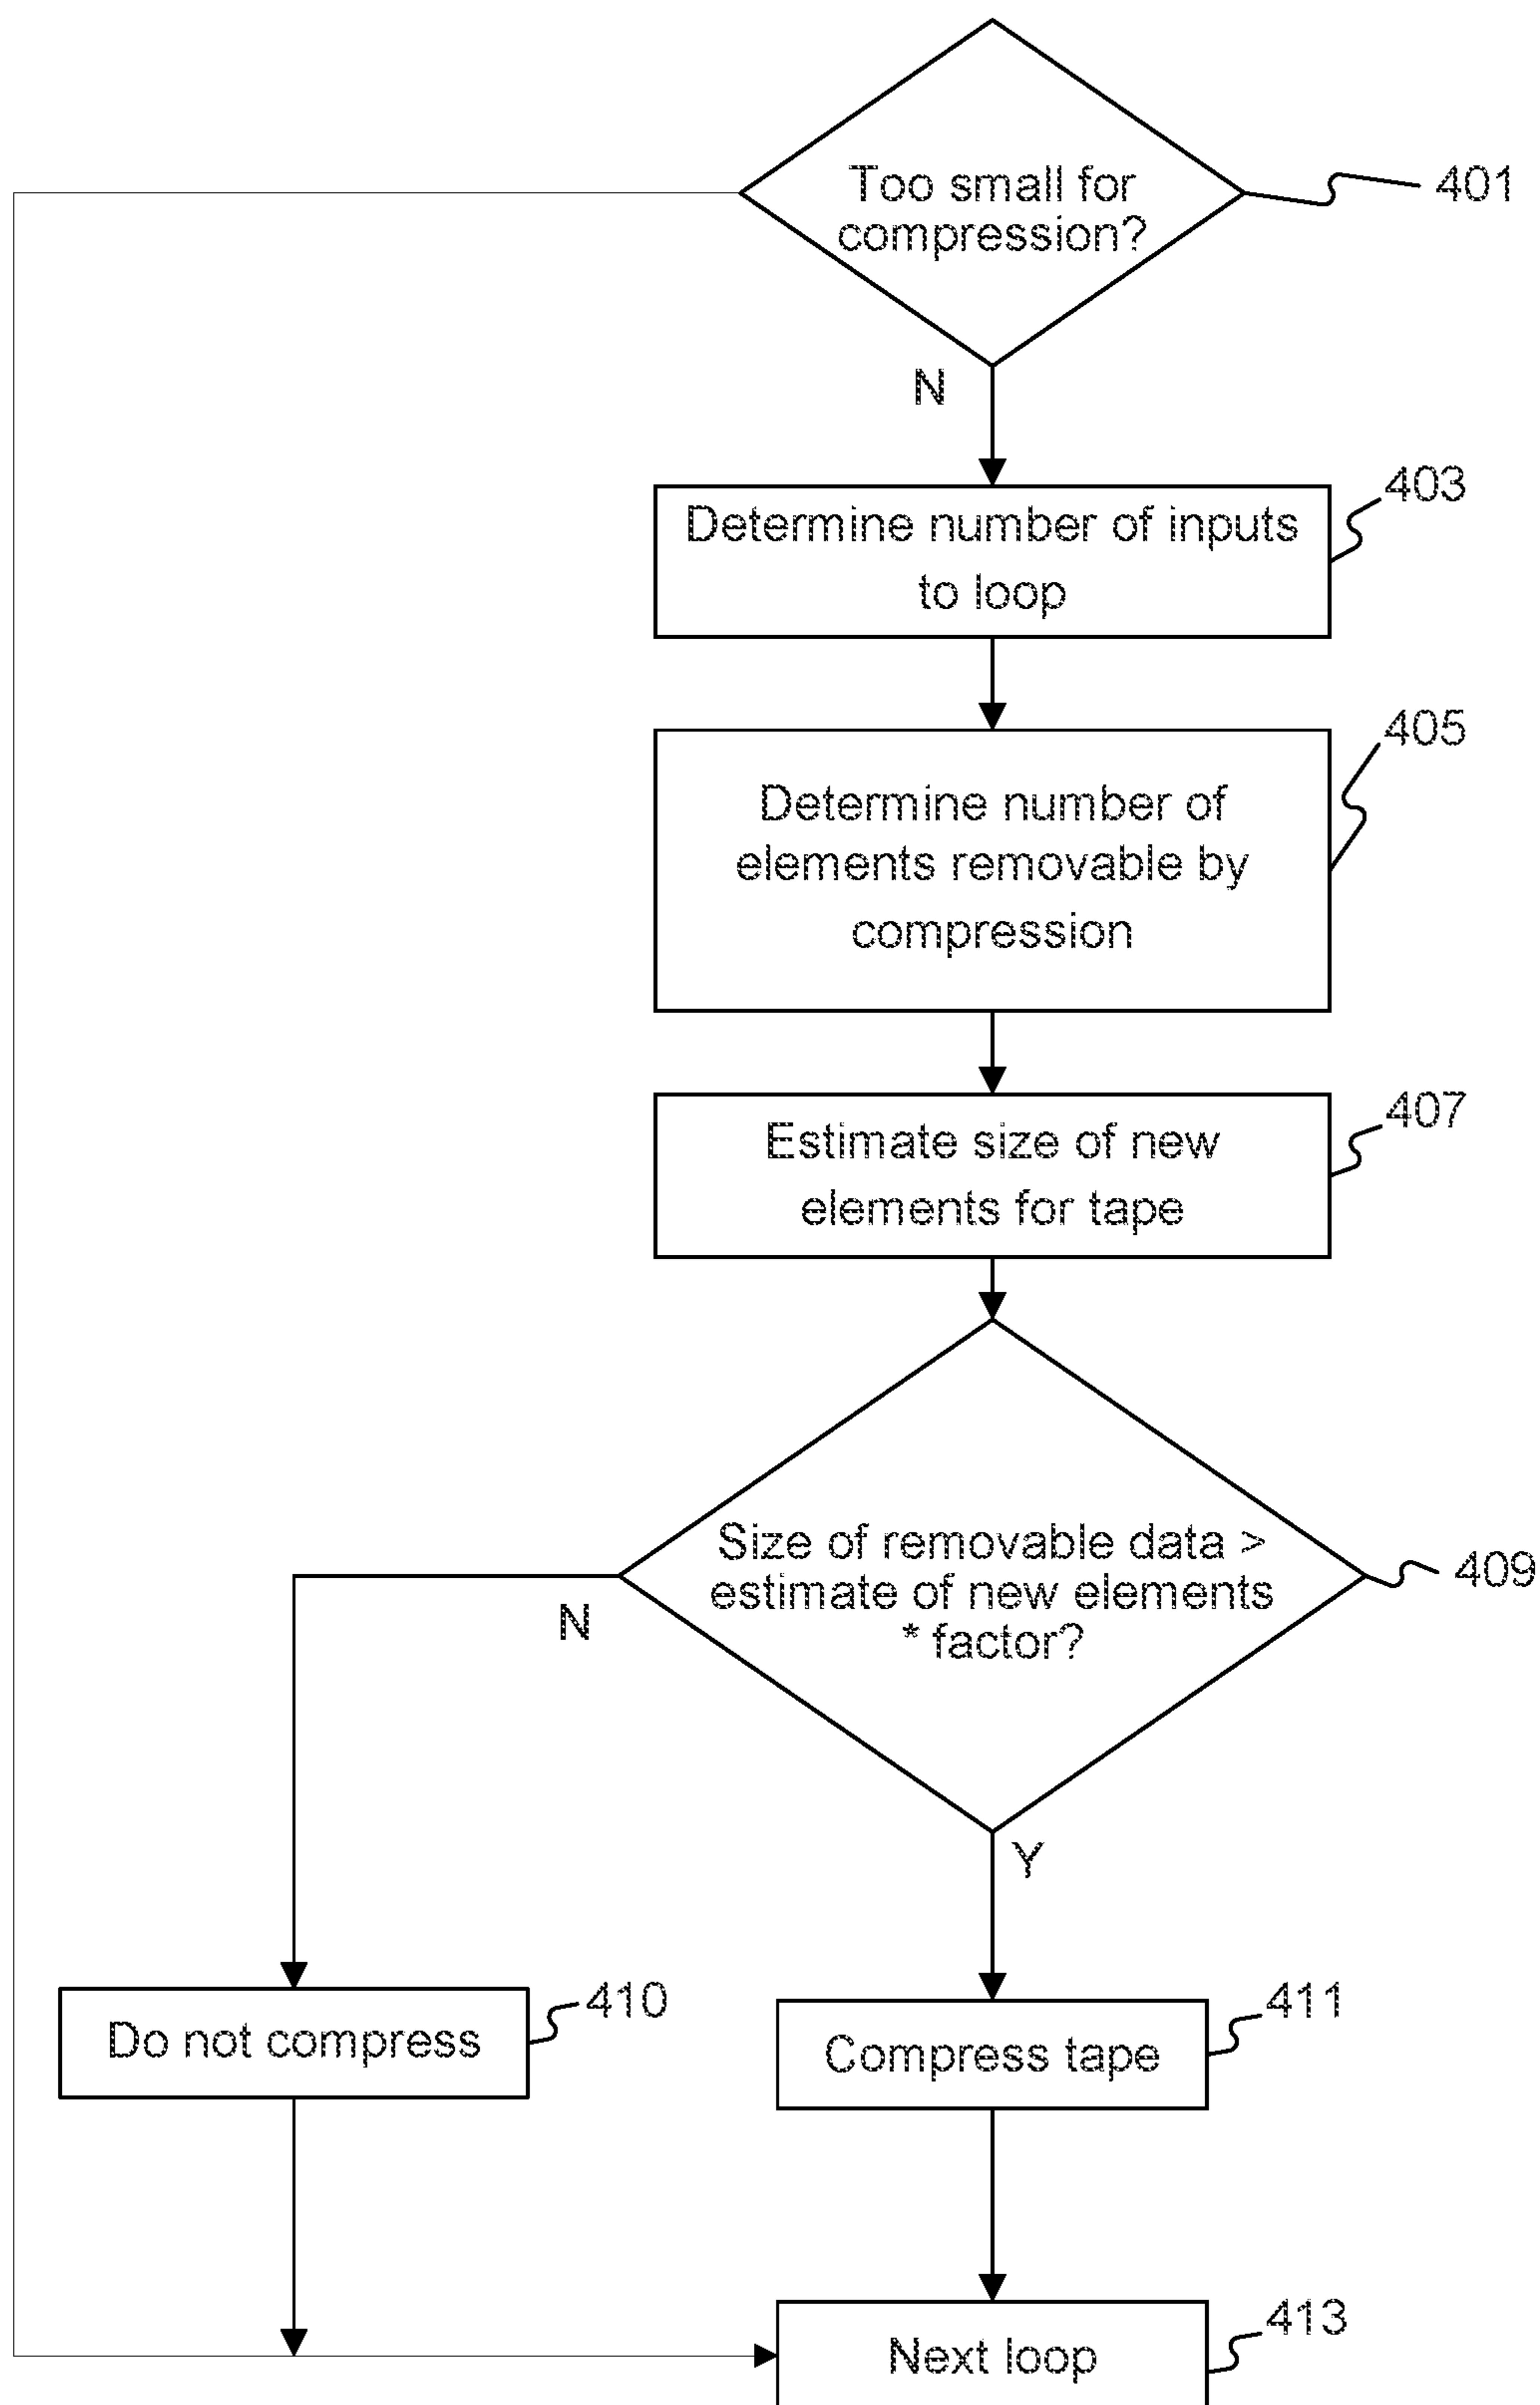 Too small for
compression?
401
N
403
Determine number of inputs
to loop
405
Determine number of
elements removable by
compression
407
Estimate size of new
elements for tape
Size of removable data >
estimate of new elements
* factor?
409
N
Y
410
Do not compress
411
Compress tape
413
Next loop